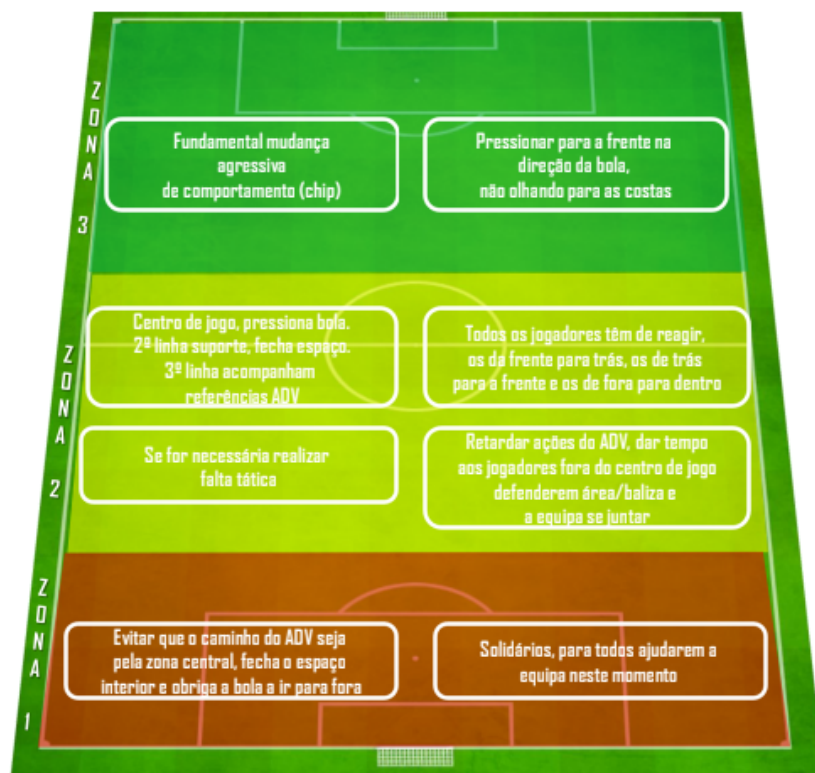 ZONA 3
Fundamental mudança
agressiva
de comportamento (chip)
Pressionar para a frente na
direção da bola,
não olhando para as costas
ZONA 2
Centro de jogo, pressiona bola.
2ª linha suporte, fecha espaço.
3ª linha acompanham
referências ADV
Todos os jogadores têm de reagir,
os da frente para trás, os de trás
para a frente e os de fora para dentro
Se for necessária realizar
falta tática
Retardar ações do ADV, dar tempo
aos jogadores fora do centro de jogo
defenderem área/baliza e
a equipa se juntar
ZONA 1
Evitar que o caminho do ADV seja
pela zona central, fecha o espaço
interior e obriga a bola a ir para fora
Solidários, para todos ajudarem a
equipa neste momento